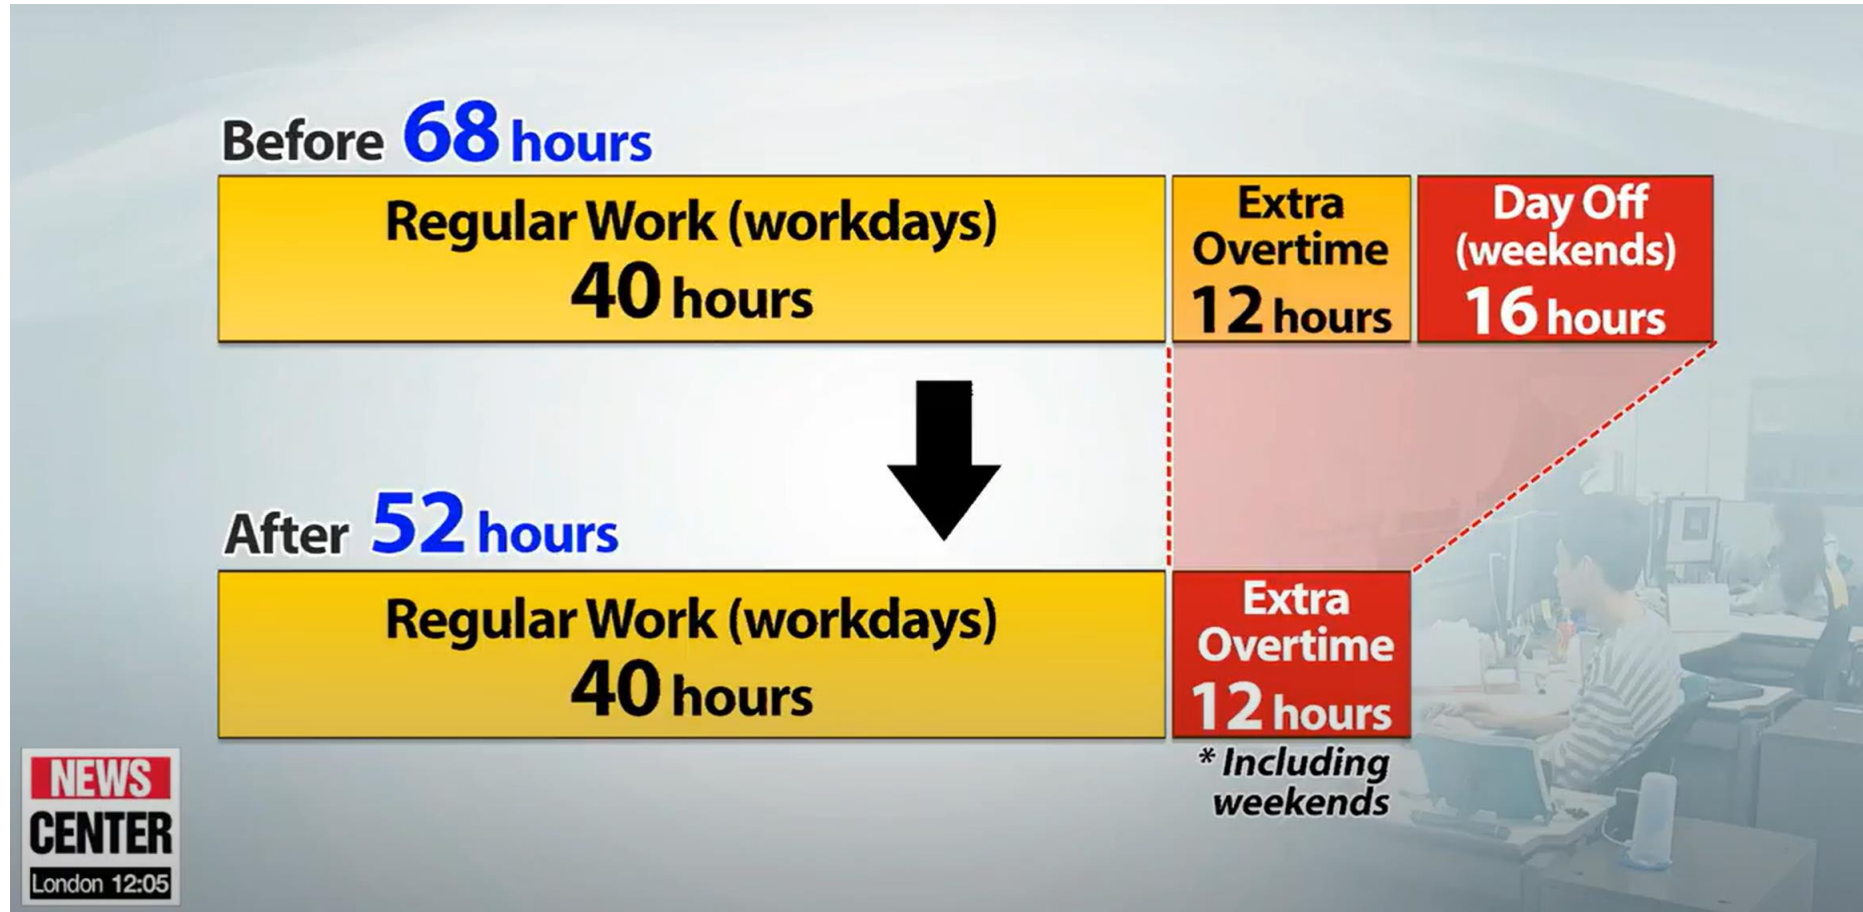 Before 68 hours
Regular Work (workdays)
40 hours
Extra
Overtime
12 hours
Day Off
(weekends)
16 hours
After 52 hours
Regular Work (workdays)
40 hours
Extra
Overtime
12 hours
* Including
weekends
NEWS
CENTER
London 12:05